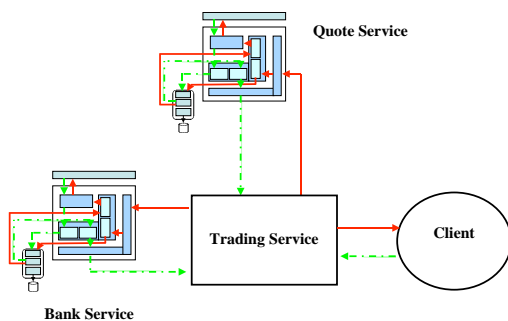 Quote Service
Trading Service
Client
Bank Service